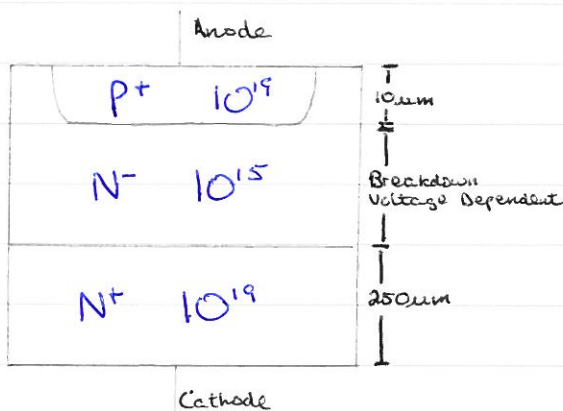 Anode
P+ 10^19
10um
N- 10^15
Breakdown
Voltage Dependent
N+ 10^19
250um
Cathode